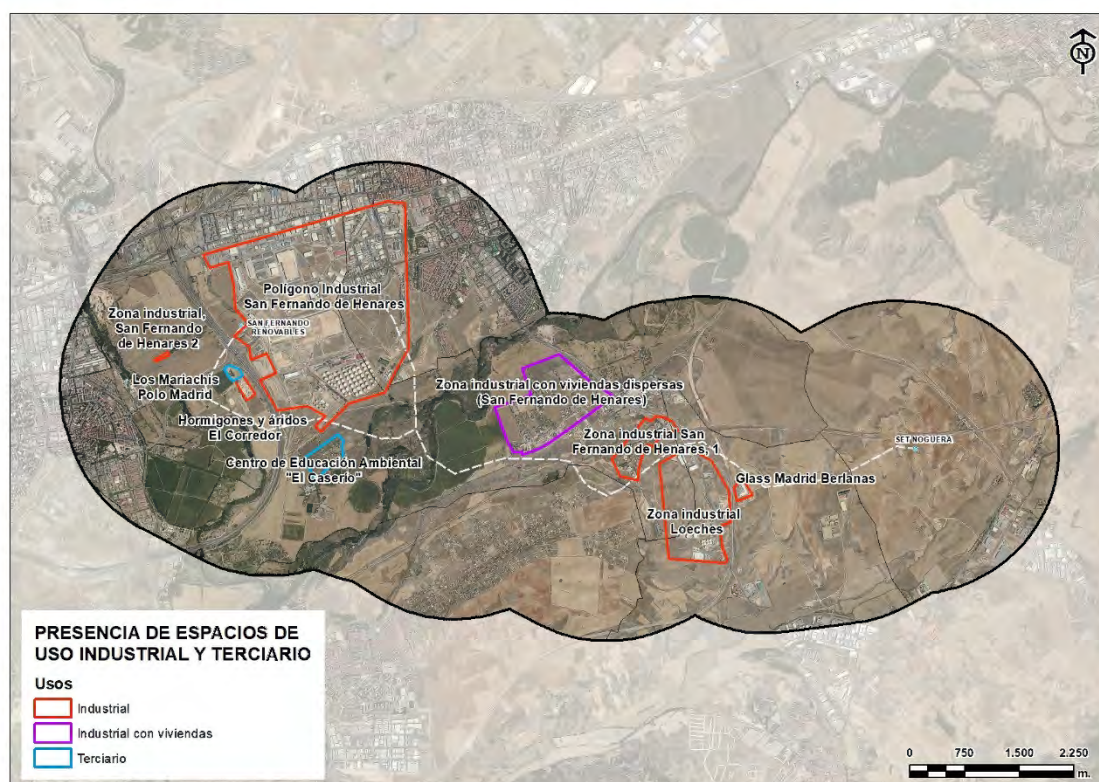 N
Polígono Industrial
San Fernando de Henares
Zona industrial,
San Fernando
de Henares 2
SAN FERNANDO
RENOVABLES
Los Mariachis
Polo Madrid
Hormigones y áridos
El Corredor
Centro de Educación Ambiental
"El Caserío"
Zona industrial con viviendas dispersas
(San Fernando de Henares)
Zona industrial San
Fernando de Henares, 1
SET NOGUERA
Glass Madrid Berlanas
Zona industrial
Loeches
PRESENCIA DE ESPACIOS DE
USO INDUSTRIAL Y TERCIARIO
Usos
Industrial
Industrial con viviendas
Terciario
0 750 1.500 2.250
m.